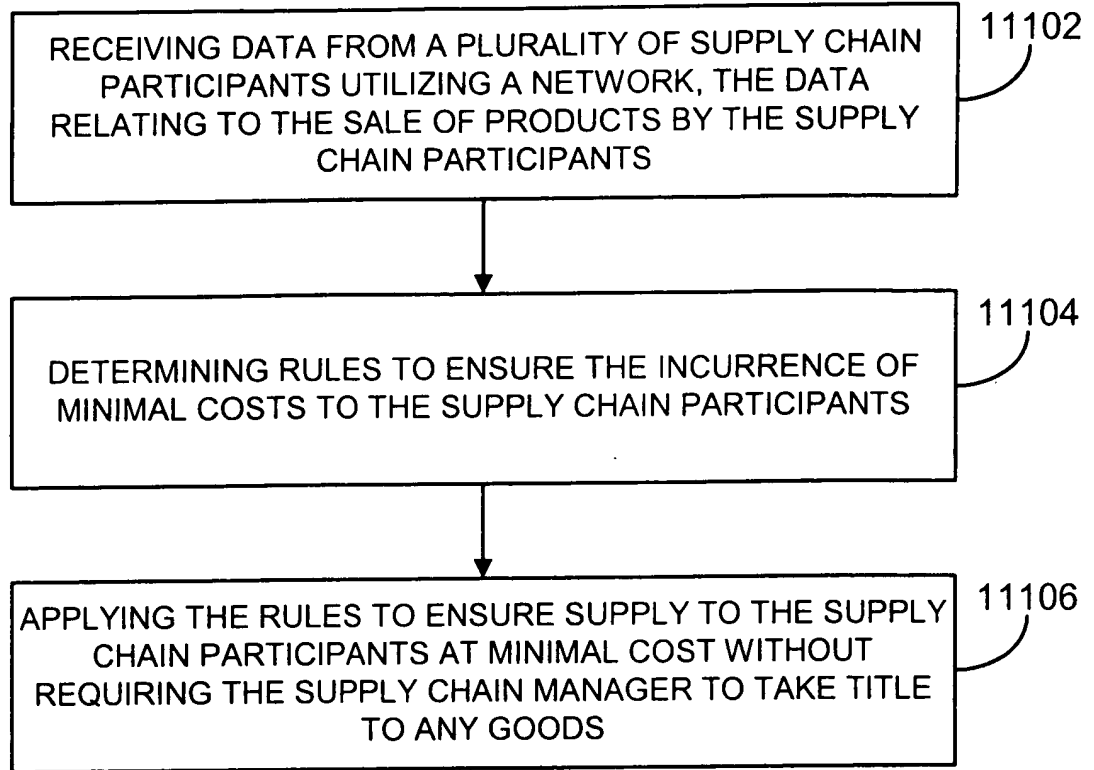 RECEIVING DATA FROM A PLURALITY OF SUPPLY CHAIN
PARTICIPANTS UTILIZING A NETWORK, THE DATA
RELATING TO THE SALE OF PRODUCTS BY THE SUPPLY
CHAIN PARTICIPANTS
11102
DETERMINING RULES TO ENSURE THE INCURRENCE OF
MINIMAL COSTS TO THE SUPPLY CHAIN PARTICIPANTS
11104
APPLYING THE RULES TO ENSURE SUPPLY TO THE SUPPLY
CHAIN PARTICIPANTS AT MINIMAL COST WITHOUT
REQUIRING THE SUPPLY CHAIN MANAGER TO TAKE TITLE
TO ANY GOODS
11106